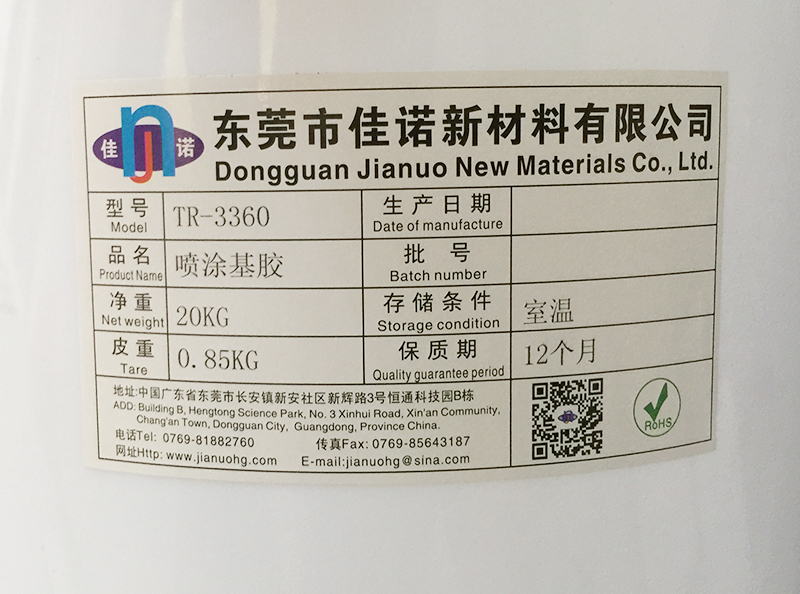 佳 nj 诺
东莞市佳诺新材料有限公司
Dongguan Jianuo New Materials Co., Ltd.
型号 TR-3360 生产日期
Model Date of manufacture
品名 喷涂基胶 批号
Product Name Batch number
净重 20KG 存储条件 室温
Net weight Storage condition
皮重 0.85KG 保质期 12个月
Tare Quality guarantee period
地址:中国广东省东莞市长安镇新安社区新辉路3号恒通科技园B栋
ADD: Building B, Hengtong Science Park, No. 3 Xinhui Road, Xin'an Community,
Chang'an Town, Dongguan City, Guangdong, Province China.
电话Tel: 0769-81882760 传真Fax: 0769-85643187
网址Http: www.jianuohg.com E-mail:jianuohg@sina.com
RoHS